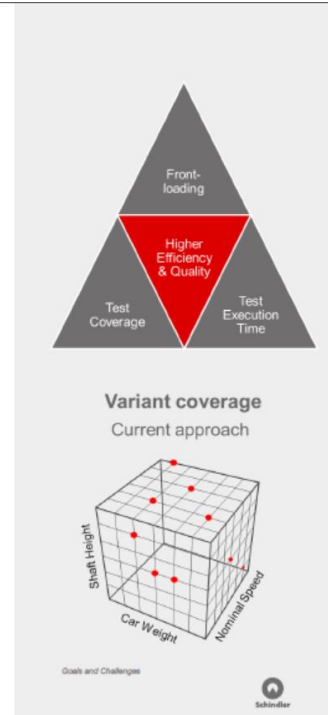 Front-
loading
Higher
Efficiency
& Quality
Test
Coverage
Test
Execution
Time
Variant coverage
Current approach
Shaft Height
Car Weight
Nominal Speed
Goals and Challenges
Schindler